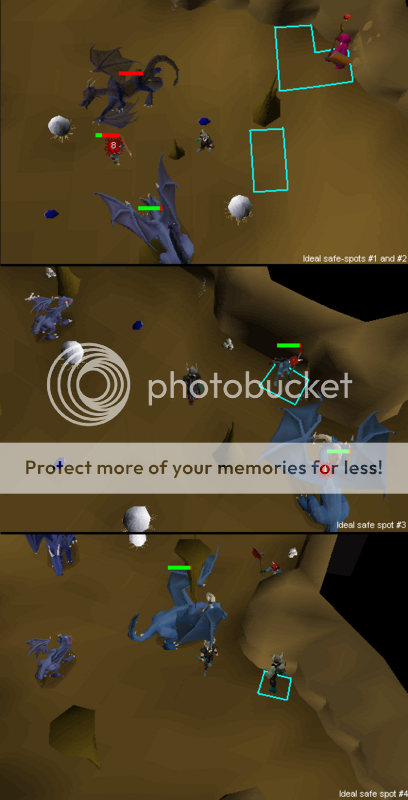 8
Ideal safe-spots #1 and #2
photobucket
Protect more of your memories for less!
Ideal safe spot #3
Ideal safe spot #4